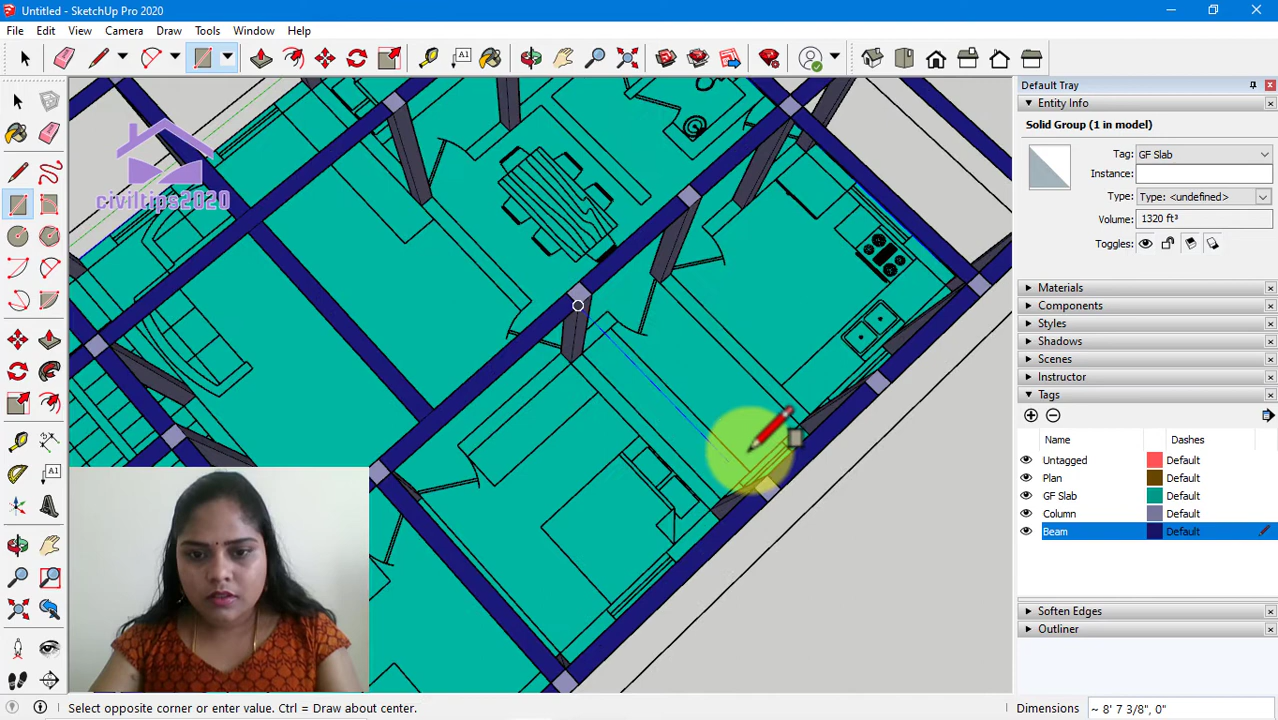 Untitled - SketchUp Pro 2020
File Edit View Camera Draw Tools Window Help
A1
Default Tray
Entity Info
Solid Group (1 in model)
Tag: GF Slab
Instance:
Type: Type: <undefined>
Volume: 1320 ft³
Toggles:
Materials
Components
Styles
Shadows
Scenes
Instructor
Tags
Name Dashes
Untagged Default
Plan Default
GF Slab Default
Column Default
Beam Default
Soften Edges
Outliner
civiltips2020
A1
Select opposite corner or enter value. Ctrl = Draw about center.
Dimensions ~ 8' 7 3/8", 0"